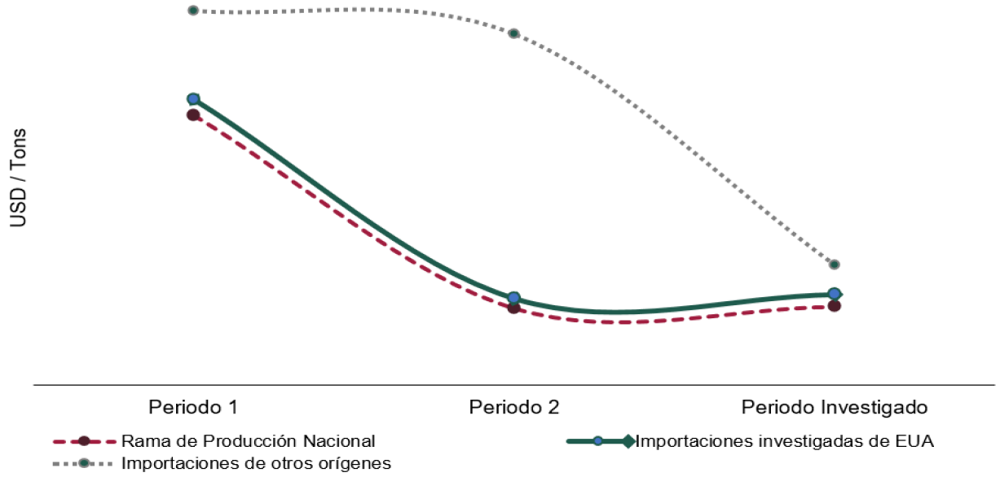 USD / Tons
Periodo 1
Periodo 2
Periodo Investigado
Rama de Producción Nacional
Importaciones investigadas de EUA
Importaciones de otros orígenes